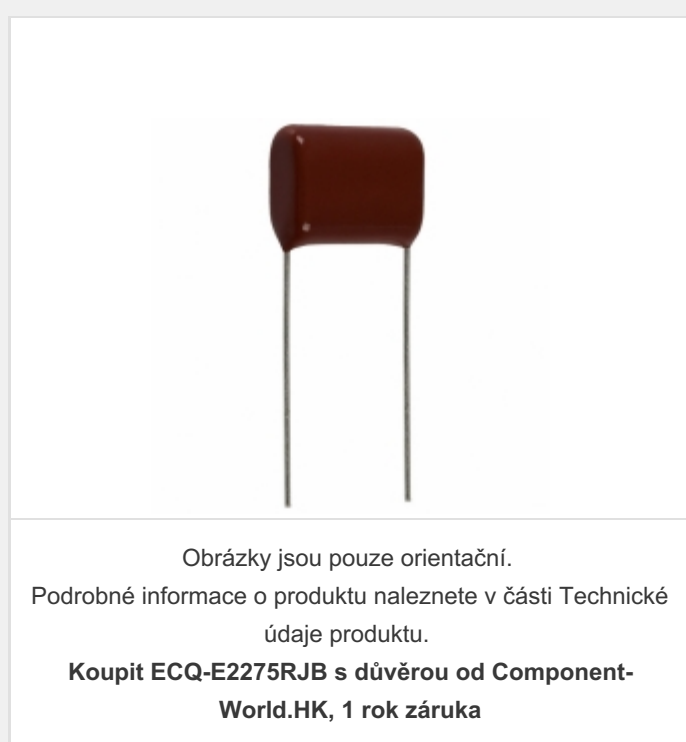 Obrázky jsou pouze orientační.
Podrobné informace o produktu naleznete v části Technické
údaje produktu.
Koupit ECQ-E2275RJB s důvěrou od Component-
World.HK, 1 rok záruka